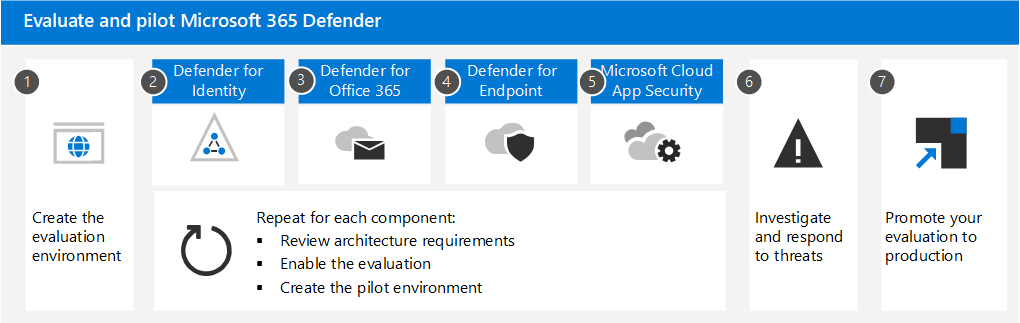 Evaluate and pilot Microsoft 365 Defender
1
Create the
evaluation
environment
2
Defender for
Identity
3
Defender for
Office 365
4
Defender for
Endpoint
5
Microsoft Cloud
App Security
Repeat for each component:
▪ Review architecture requirements
▪ Enable the evaluation
▪ Create the pilot environment
6
Investigate
and respond
to threats
7
Promote your
evaluation to
production